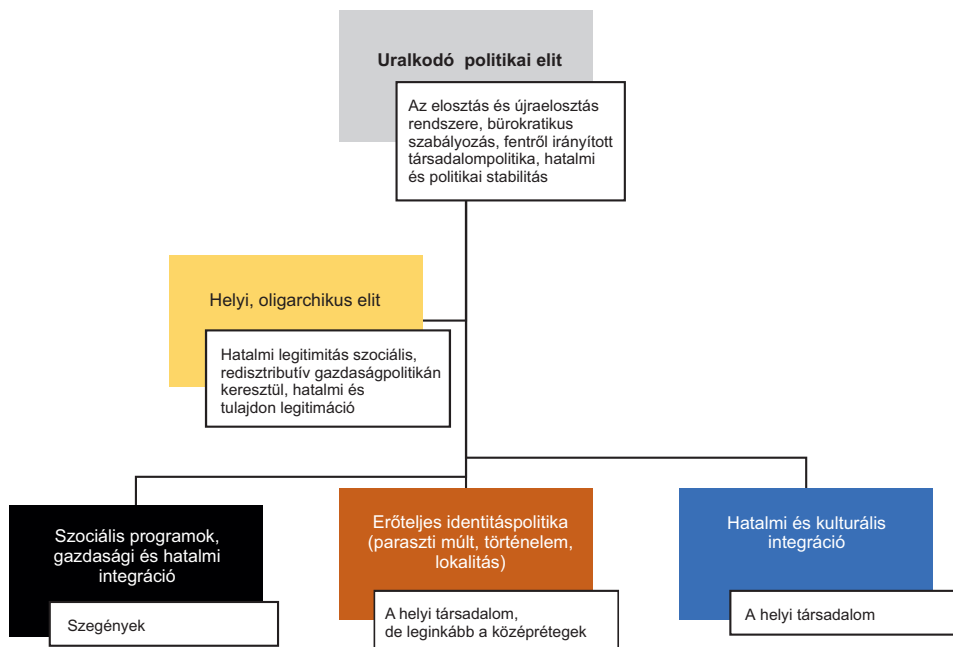 Uralkodó politikai elit
Az elosztás és újraelosztás
rendszere, bürokratikus
szabályozás, fentről irányított
társadalompolitika, hatalmi
és politikai stabilitás
Helyi, oligarchikus elit
Hatalmi legitimitás szociális,
redisztributív gazdaságpolitikán
keresztül, hatalmi és
tulajdon legitimáció
Szociális programok,
gazdasági és hatalmi
integráció
Szegények
Erőteljes identitáspolitika
(paraszti múlt, történelem,
lokalitás)
A helyi társadalom,
de leginkább a középrétegek
Hatalmi és kulturális
integráció
A helyi társadalom